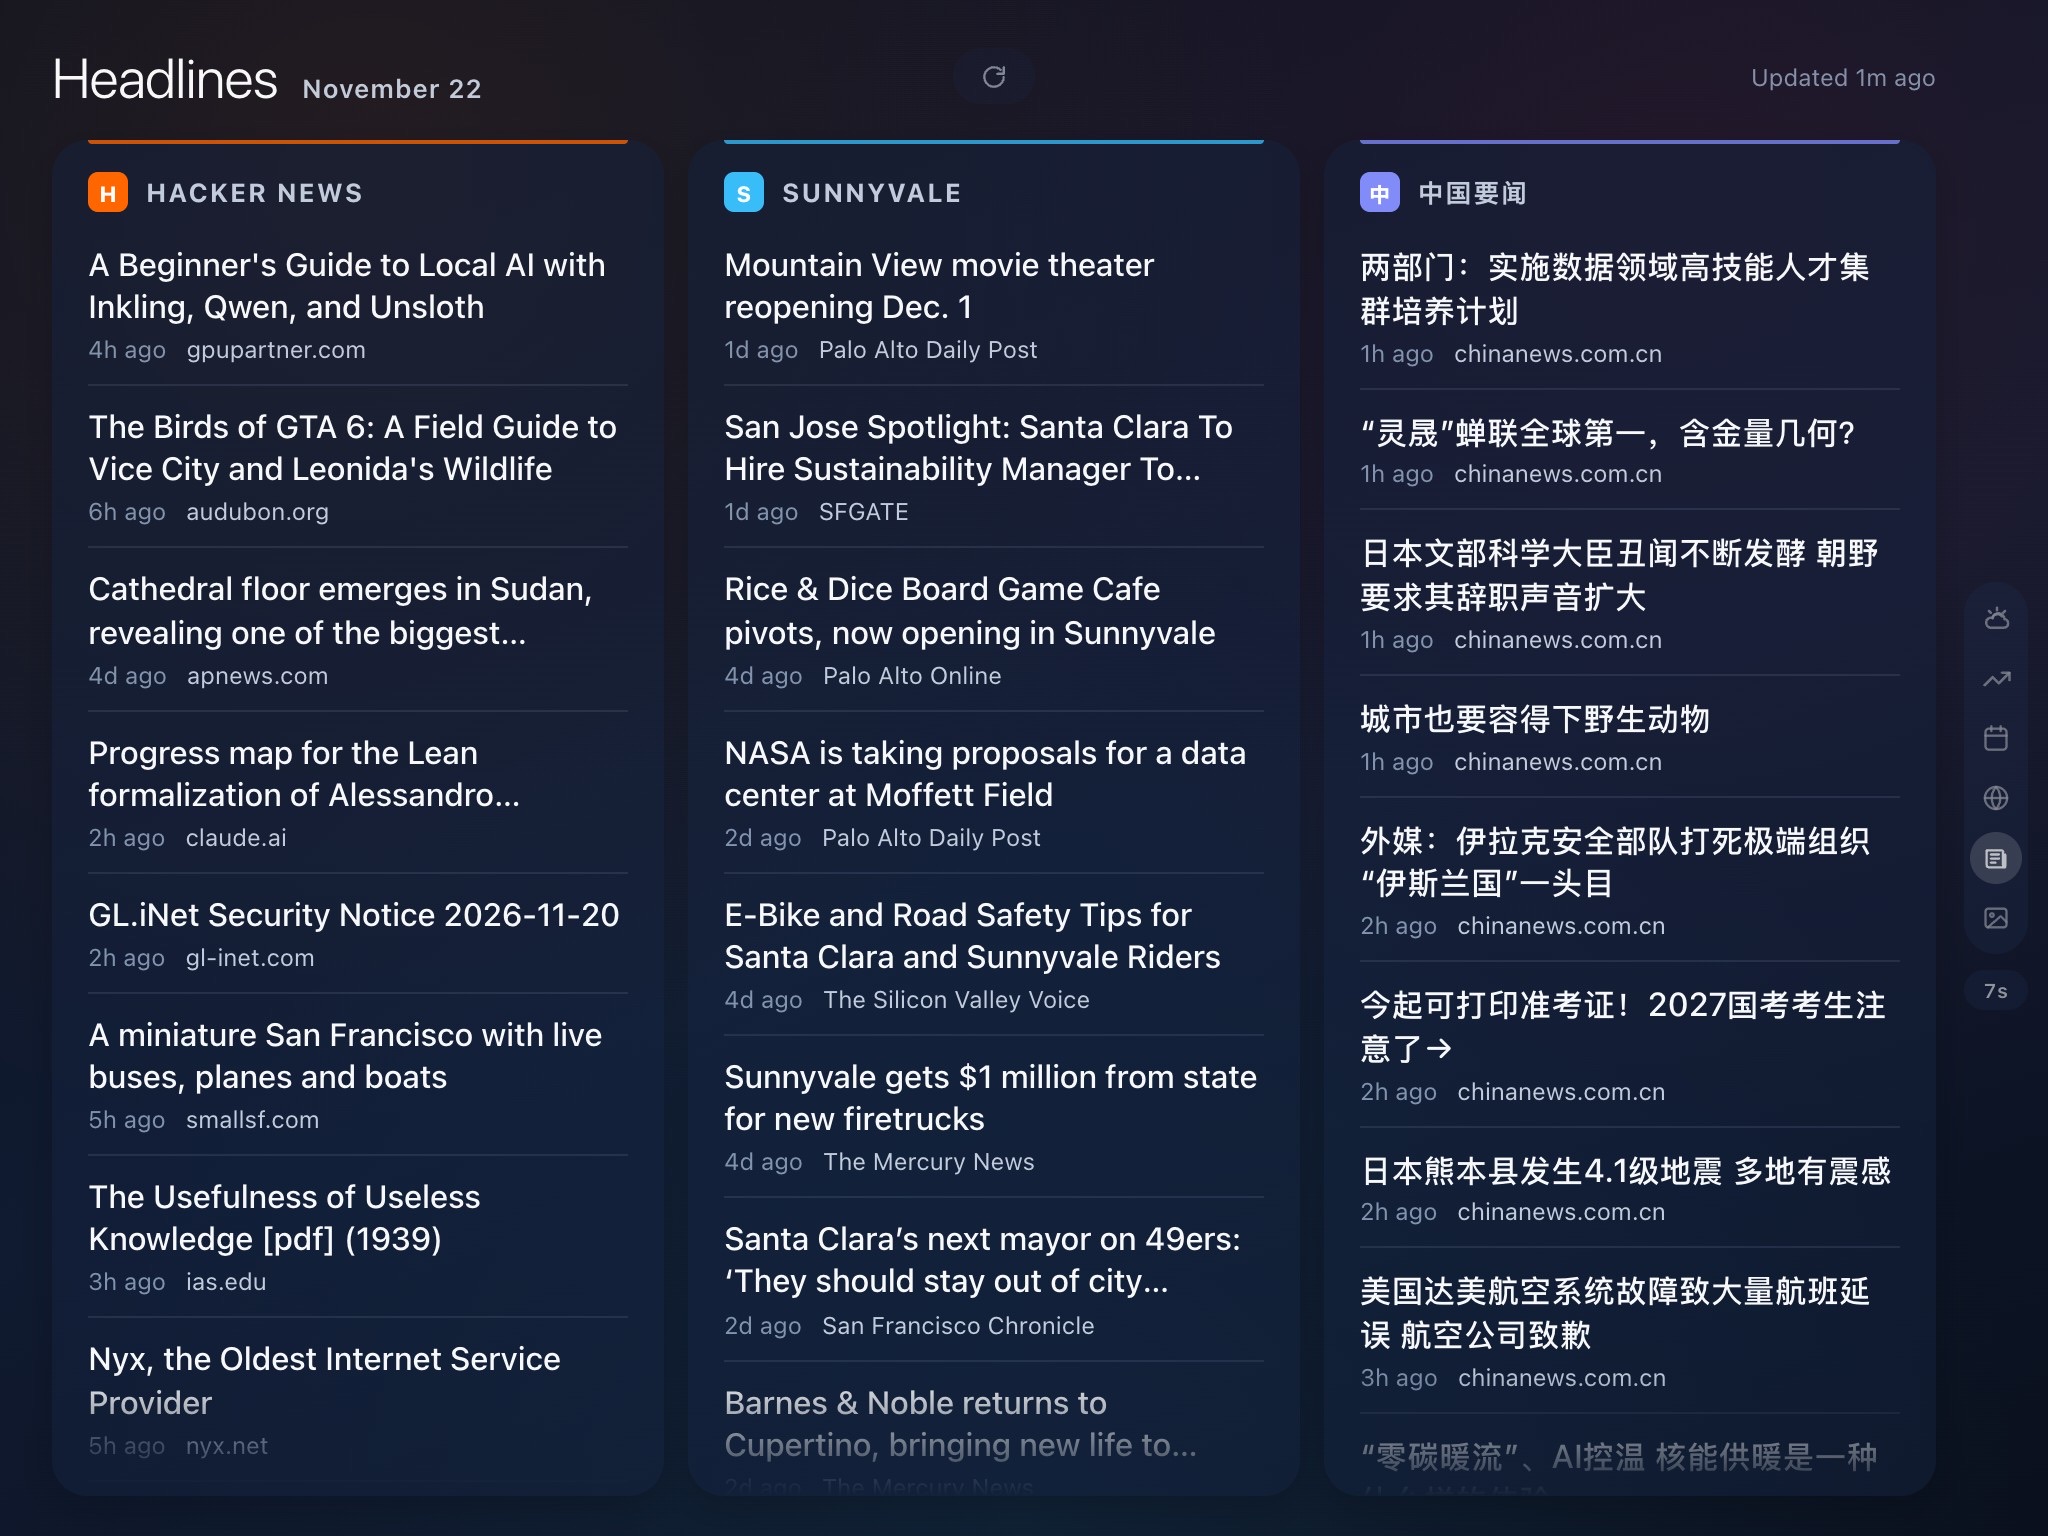 Headlines November 22
Updated 1m ago
H HACKER NEWS
A Beginner's Guide to Local AI with
Inkling, Qwen, and Unsloth
4h ago gpupartner.com
The Birds of GTA 6: A Field Guide to
Vice City and Leonida's Wildlife
6h ago audubon.org
Cathedral floor emerges in Sudan,
revealing one of the biggest...
4d ago apnews.com
Progress map for the Lean
formalization of Alessandro...
2h ago claude.ai
GL.iNet Security Notice 2026-11-20
2h ago gl-inet.com
A miniature San Francisco with live
buses, planes and boats
5h ago smallsf.com
The Usefulness of Useless
Knowledge [pdf] (1939)
3h ago ias.edu
Nyx, the Oldest Internet Service
Provider
5h ago nyx.net
S SUNNYVALE
Mountain View movie theater
reopening Dec. 1
1d ago Palo Alto Daily Post
San Jose Spotlight: Santa Clara To
Hire Sustainability Manager To...
1d ago SFGATE
Rice & Dice Board Game Cafe
pivots, now opening in Sunnyvale
4d ago Palo Alto Online
NASA is taking proposals for a data
center at Moffett Field
2d ago Palo Alto Daily Post
E-Bike and Road Safety Tips for
Santa Clara and Sunnyvale Riders
4d ago The Silicon Valley Voice
Sunnyvale gets $1 million from state
for new firetrucks
4d ago The Mercury News
Santa Clara’s next mayor on 49ers:
‘They should stay out of city...
2d ago San Francisco Chronicle
Barnes & Noble returns to
Cupertino, bringing new life to...
2d ago The Mercury News
中 中国要闻
两部门：实施数据领域高技能人才集
群培养计划
1h ago chinanews.com.cn
“灵晟”蝉联全球第一，含金量几何?
1h ago chinanews.com.cn
日本文部科学大臣丑闻不断发酵 朝野
要求其辞职声音扩大
1h ago chinanews.com.cn
城市也要容得下野生动物
1h ago chinanews.com.cn
外媒：伊拉克安全部队打死极端组织
“伊斯兰国”一头目
2h ago chinanews.com.cn
今起可打印准考证！2027国考考生注
意了→
2h ago chinanews.com.cn
日本熊本县发生4.1级地震 多地有震感
2h ago chinanews.com.cn
美国达美航空系统故障致大量航班延
误 航空公司致歉
3h ago chinanews.com.cn
“零碳暖流”、AI控温 核能供暖是一种
7s